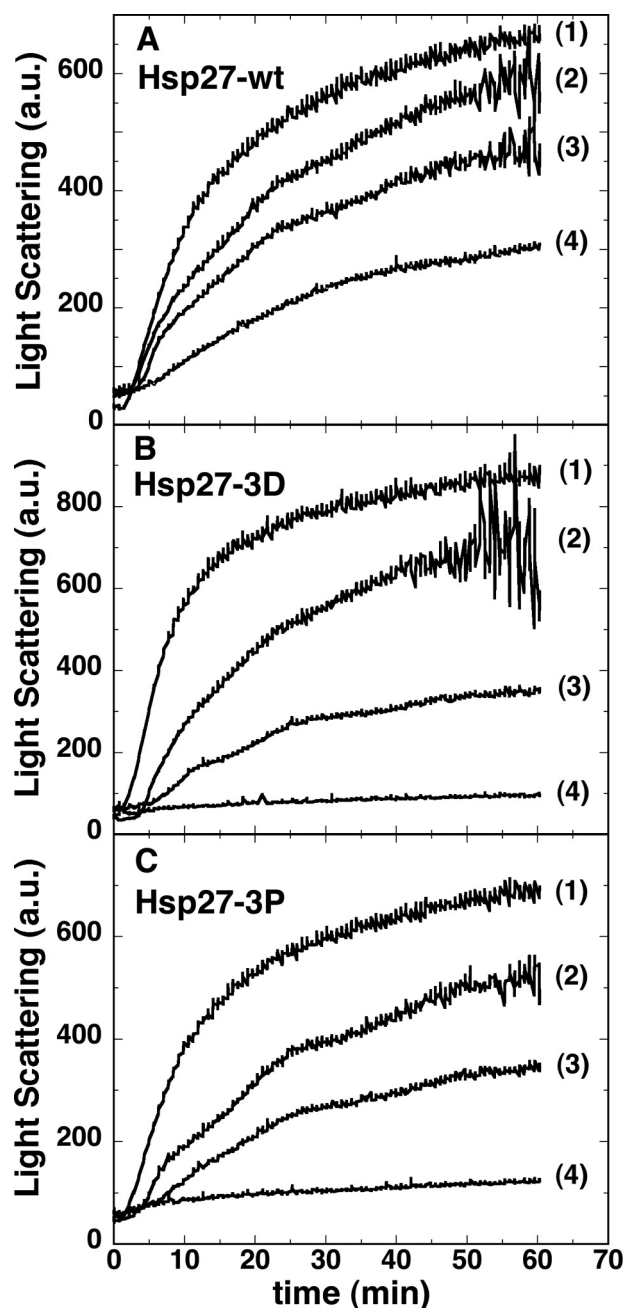 A
Hsp27-wt
Light Scattering (a.u.)
600
400
200
0
(1)
(2)
(3)
(4)
B
Hsp27-3D
Light Scattering (a.u.)
800
600
400
200
0
(1)
(2)
(3)
(4)
C
Hsp27-3P
Light Scattering (a.u.)
600
400
200
0
(1)
(2)
(3)
(4)
0 10 20 30 40 50 60 70
time (min)